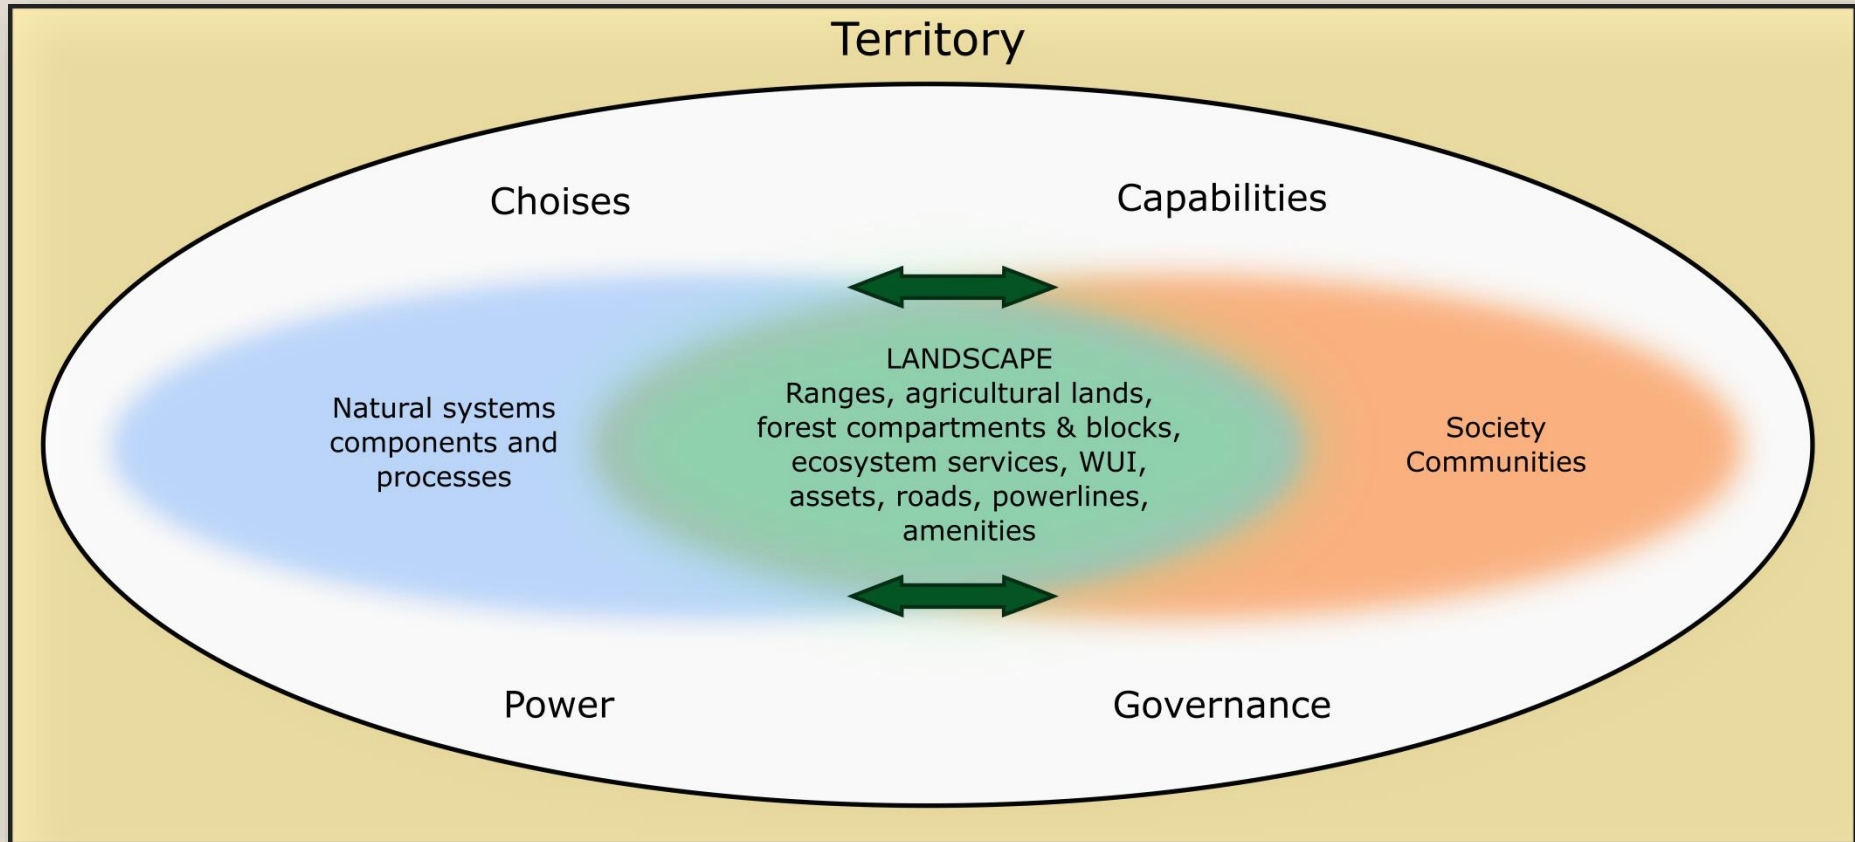 Territory
Choises
Capabilities
Natural systems
components and
processes
LANDSCAPE
Ranges, agricultural lands,
forest compartments & blocks,
ecosystem services, WUI,
assets, roads, powerlines,
amenities
Society
Communities
Power
Governance